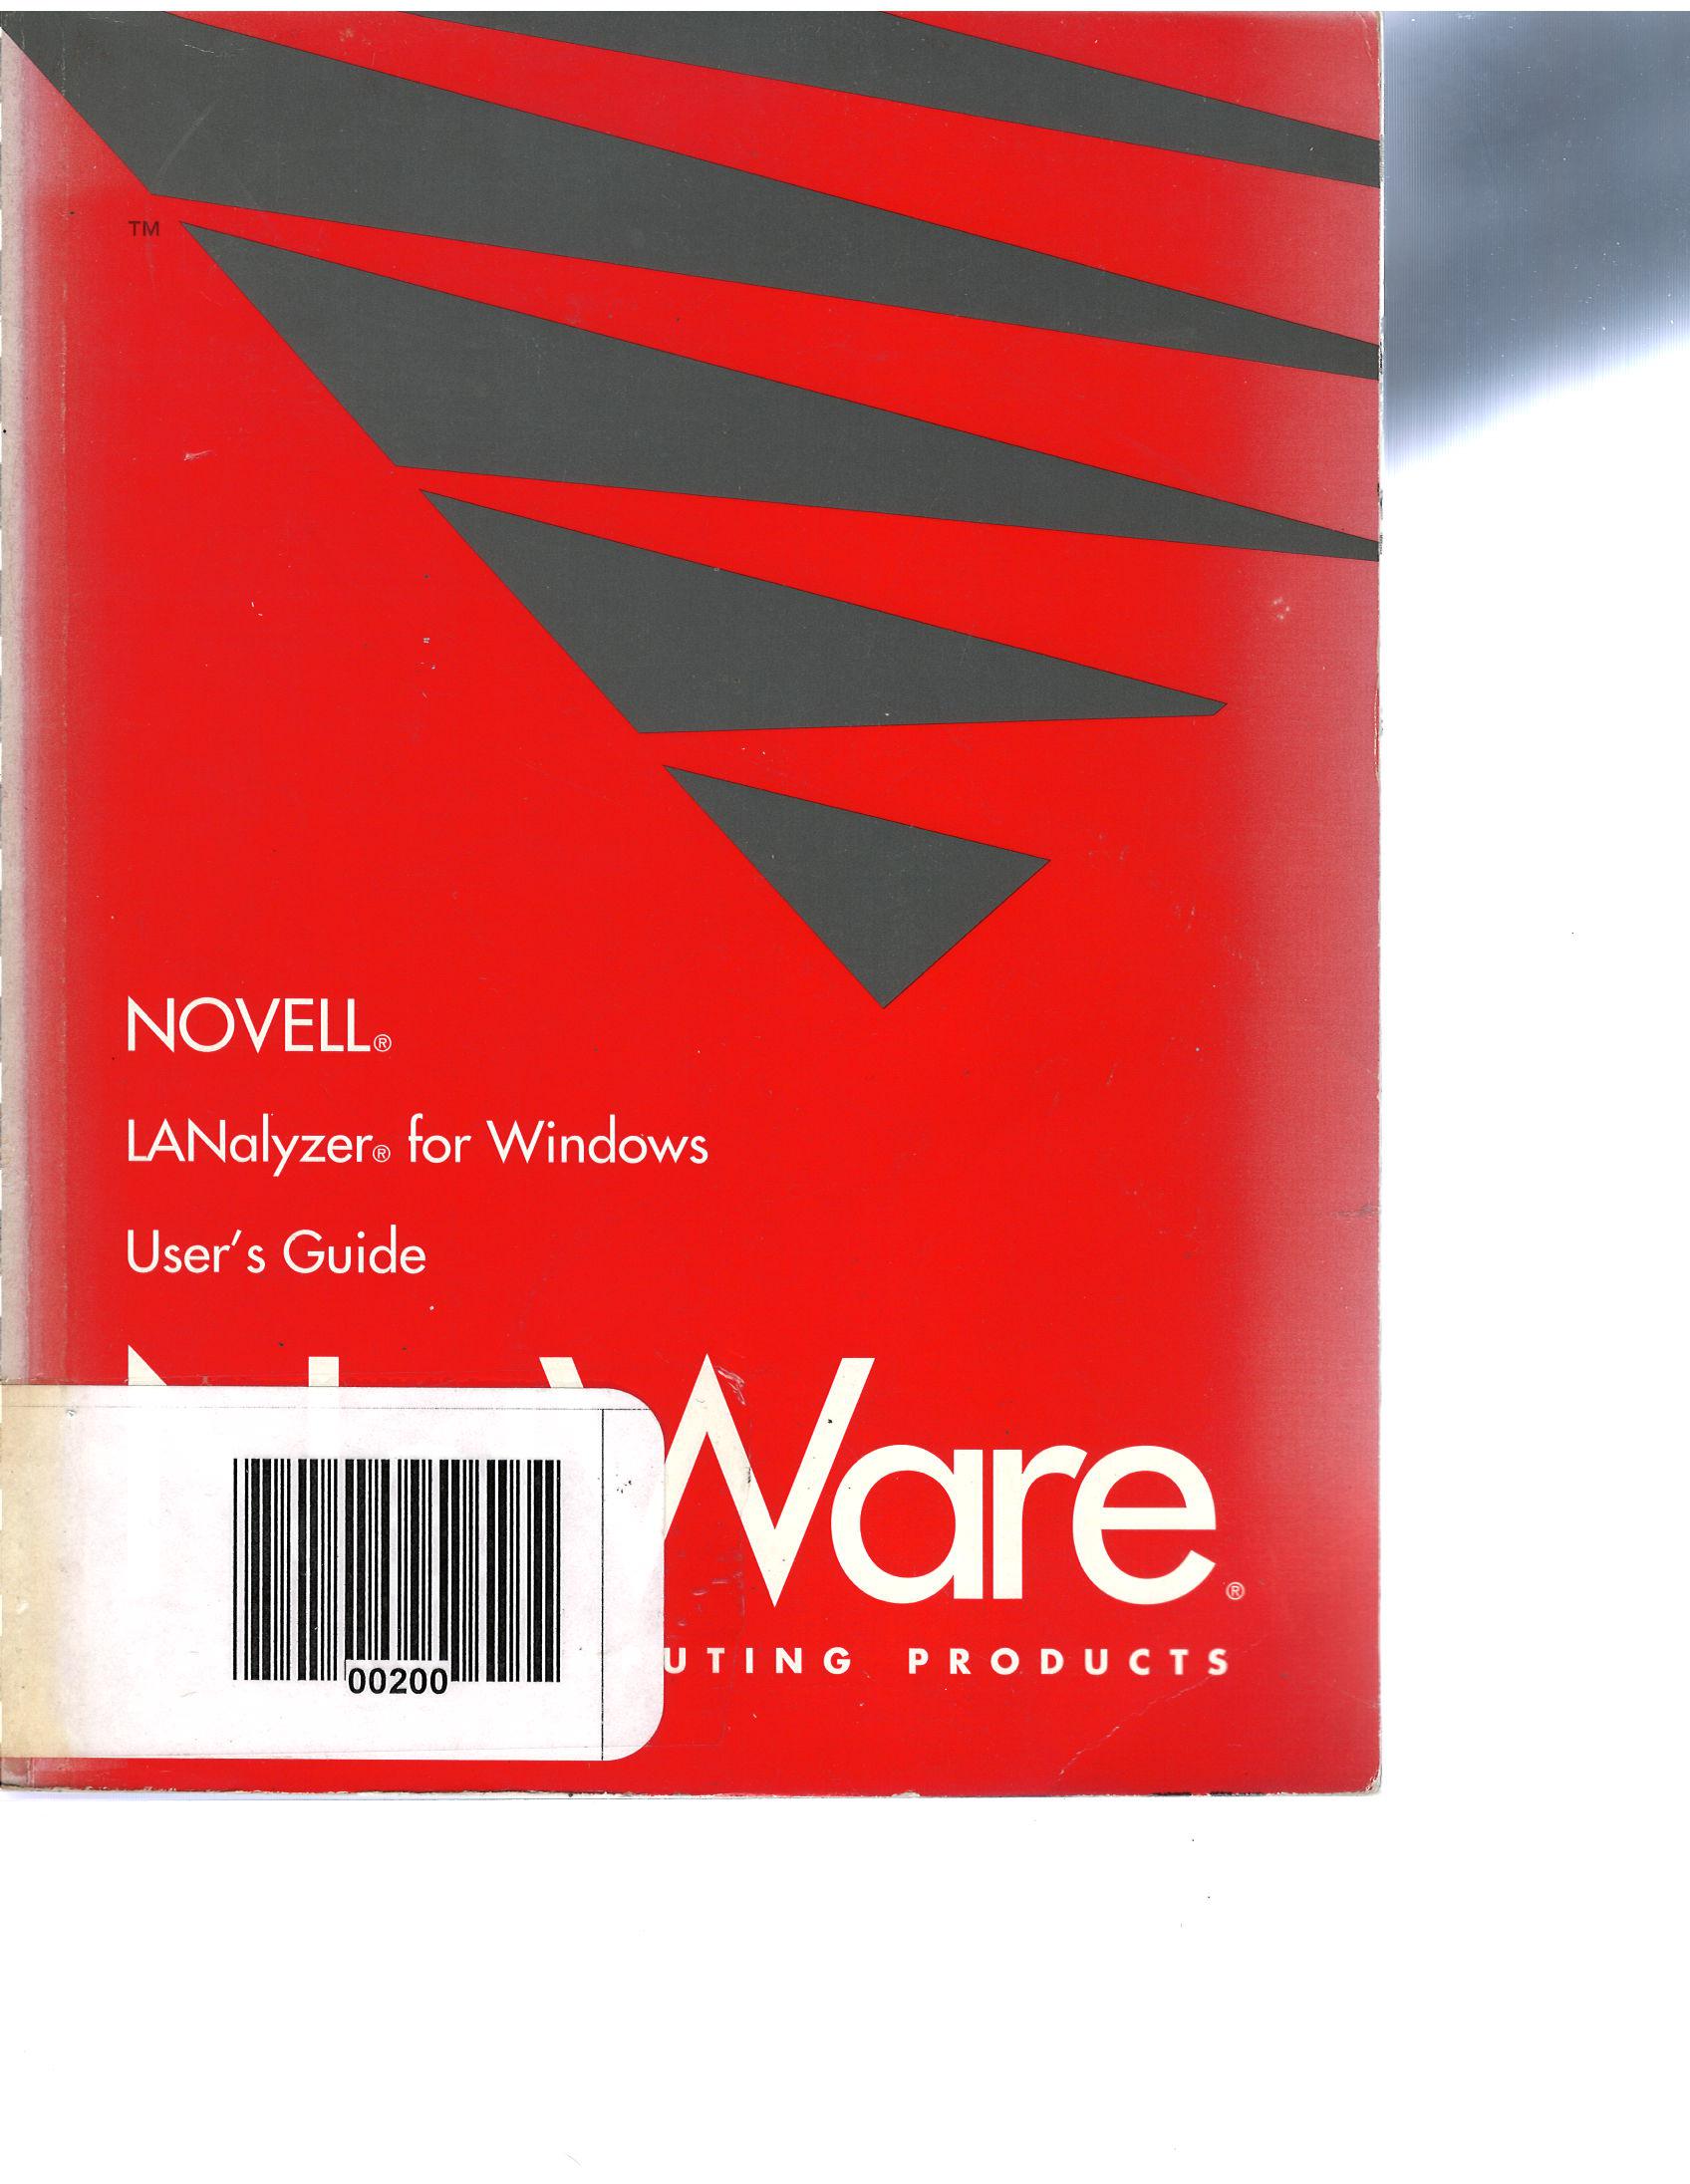 TM
NOVELL®
LANalyzer® for Windows
User's Guide
Ware®
UTING PRODUCTS
00200